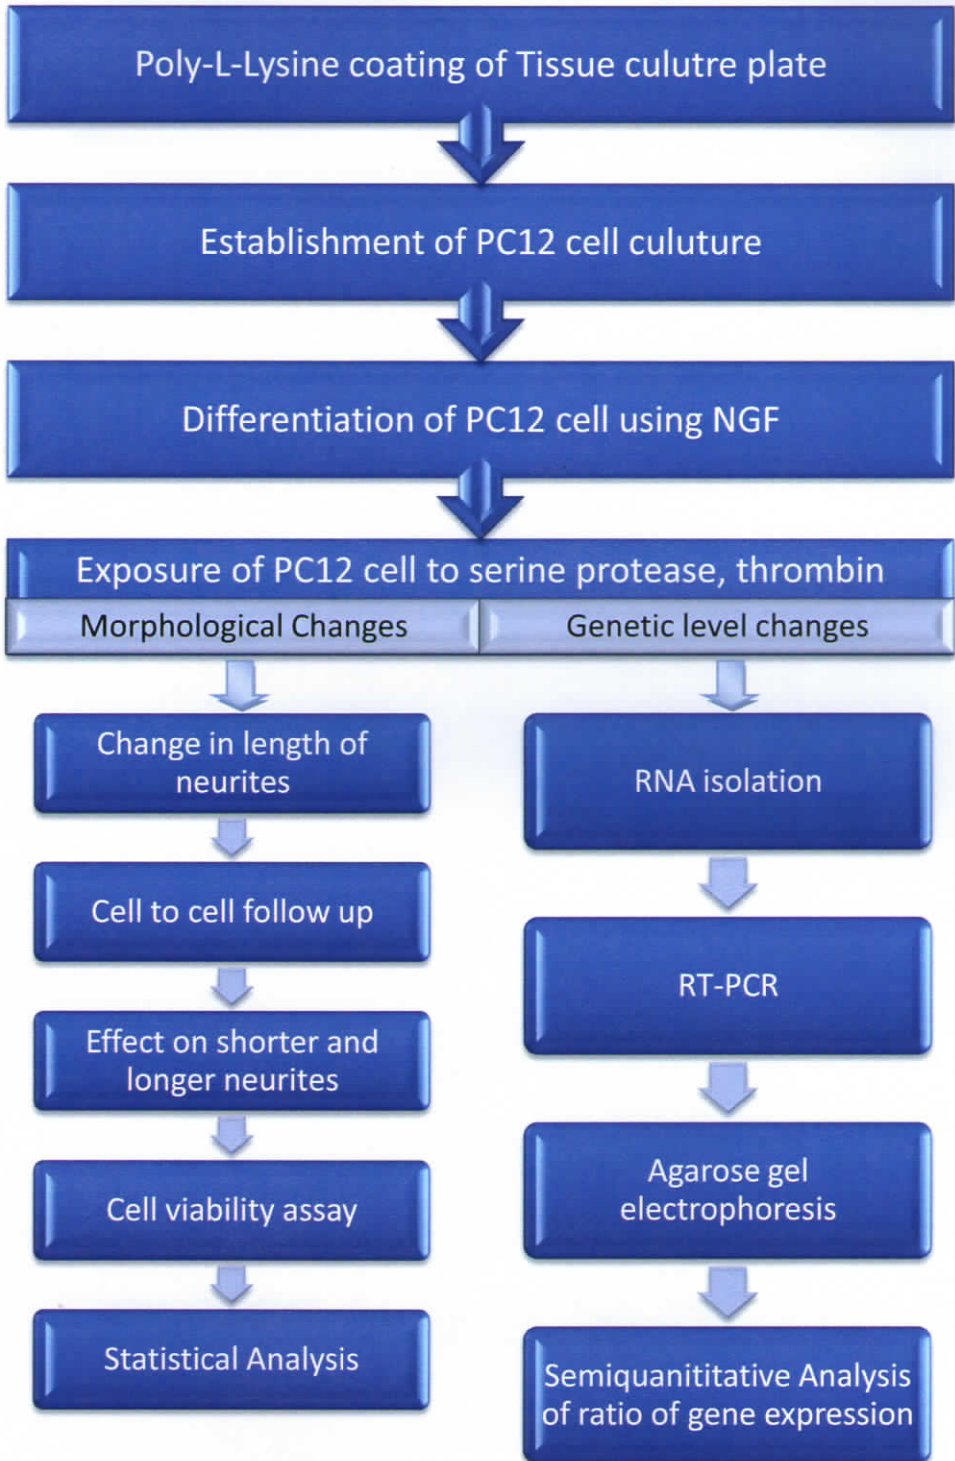 Poly-L-Lysine coating of Tissue culutre plate
Establishment of PC12 cell culuture
Differentiation of PC12 cell using NGF
Exposure of PC12 cell to serine protease, thrombin
Morphological Changes
Genetic level changes
Change in length of
neurites
Cell to cell follow up
Effect on shorter and
longer neurites
Cell viability assay
Statistical Analysis
RNA isolation
RT-PCR
Agarose gel
electrophoresis
Semiquanititative Analysis
of ratio of gene expression